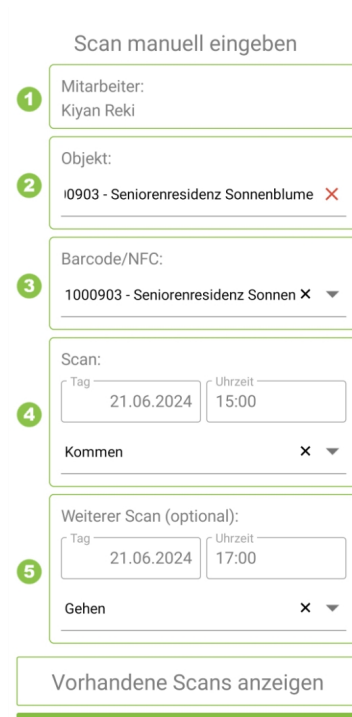 Scan manuell eingeben
1
Mitarbeiter:
Kiyan Reki
2
Objekt:
0903 - Seniorenresidenz Sonnenblume ✕
3
Barcode/NFC:
1000903 - Seniorenresidenz Sonnen ✕
4
Scan:
Tag Uhrzeit
21.06.2024 15:00
Kommen ✕
5
Weiterer Scan (optional):
Tag Uhrzeit
21.06.2024 17:00
Gehen ✕
Vorhandene Scans anzeigen